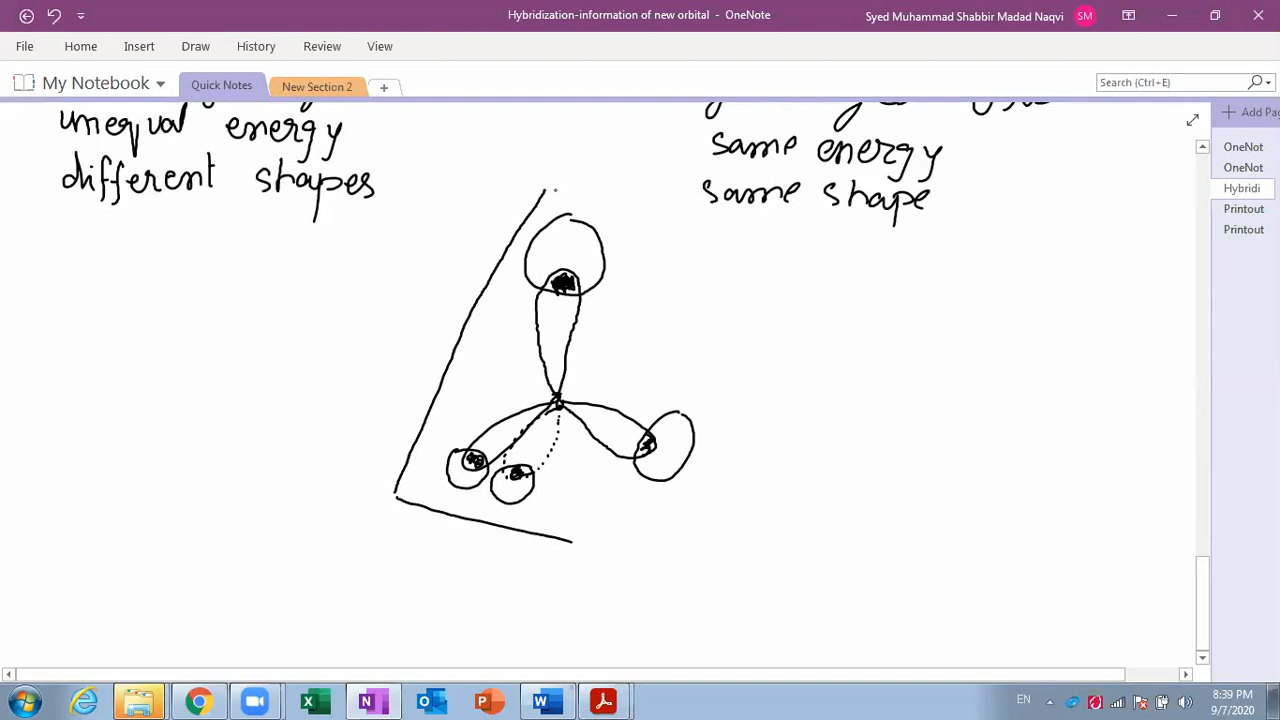 Hybridization-information of new orbital - OneNote
Syed Muhammad Shabbir Madad Naqvi
SM
File Home Insert Draw History Review View
My Notebook Quick Notes New Section 2 +
Search (Ctrl+E)
Add Pag
unequal energy
different shapes
same energy
same shape
OneNot
OneNot
Hybridi
Printout
Printout
EN
8:39 PM
9/7/2020